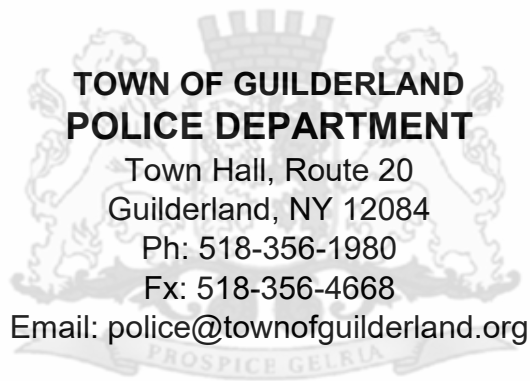 TOWN OF GUILDERLAND
POLICE DEPARTMENT
Town Hall, Route 20
Guilderland, NY 12084
Ph: 518-356-1980
Fx: 518-356-4668
Email: police@townofguilderland.org
PROSPICE GELRIA